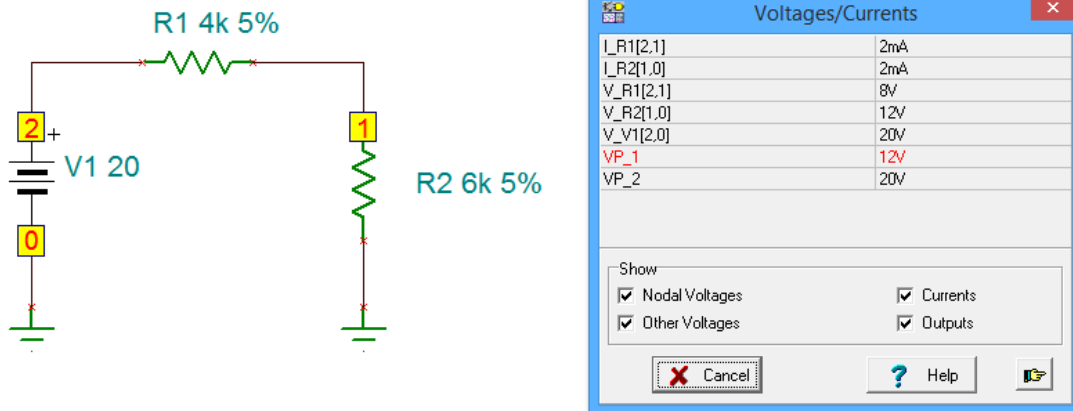 R1 4k 5%
2
+
V1 20
0
1
R2 6k 5%
Voltages/Currents
I_R1[2,1] 2mA
I_R2[1,0] 2mA
V_R1[2,1] 8V
V_R2[1,0] 12V
V_V1[2,0] 20V
VP_1 12V
VP_2 20V
Show
Nodal Voltages Currents
Other Voltages Outputs
Cancel ? Help